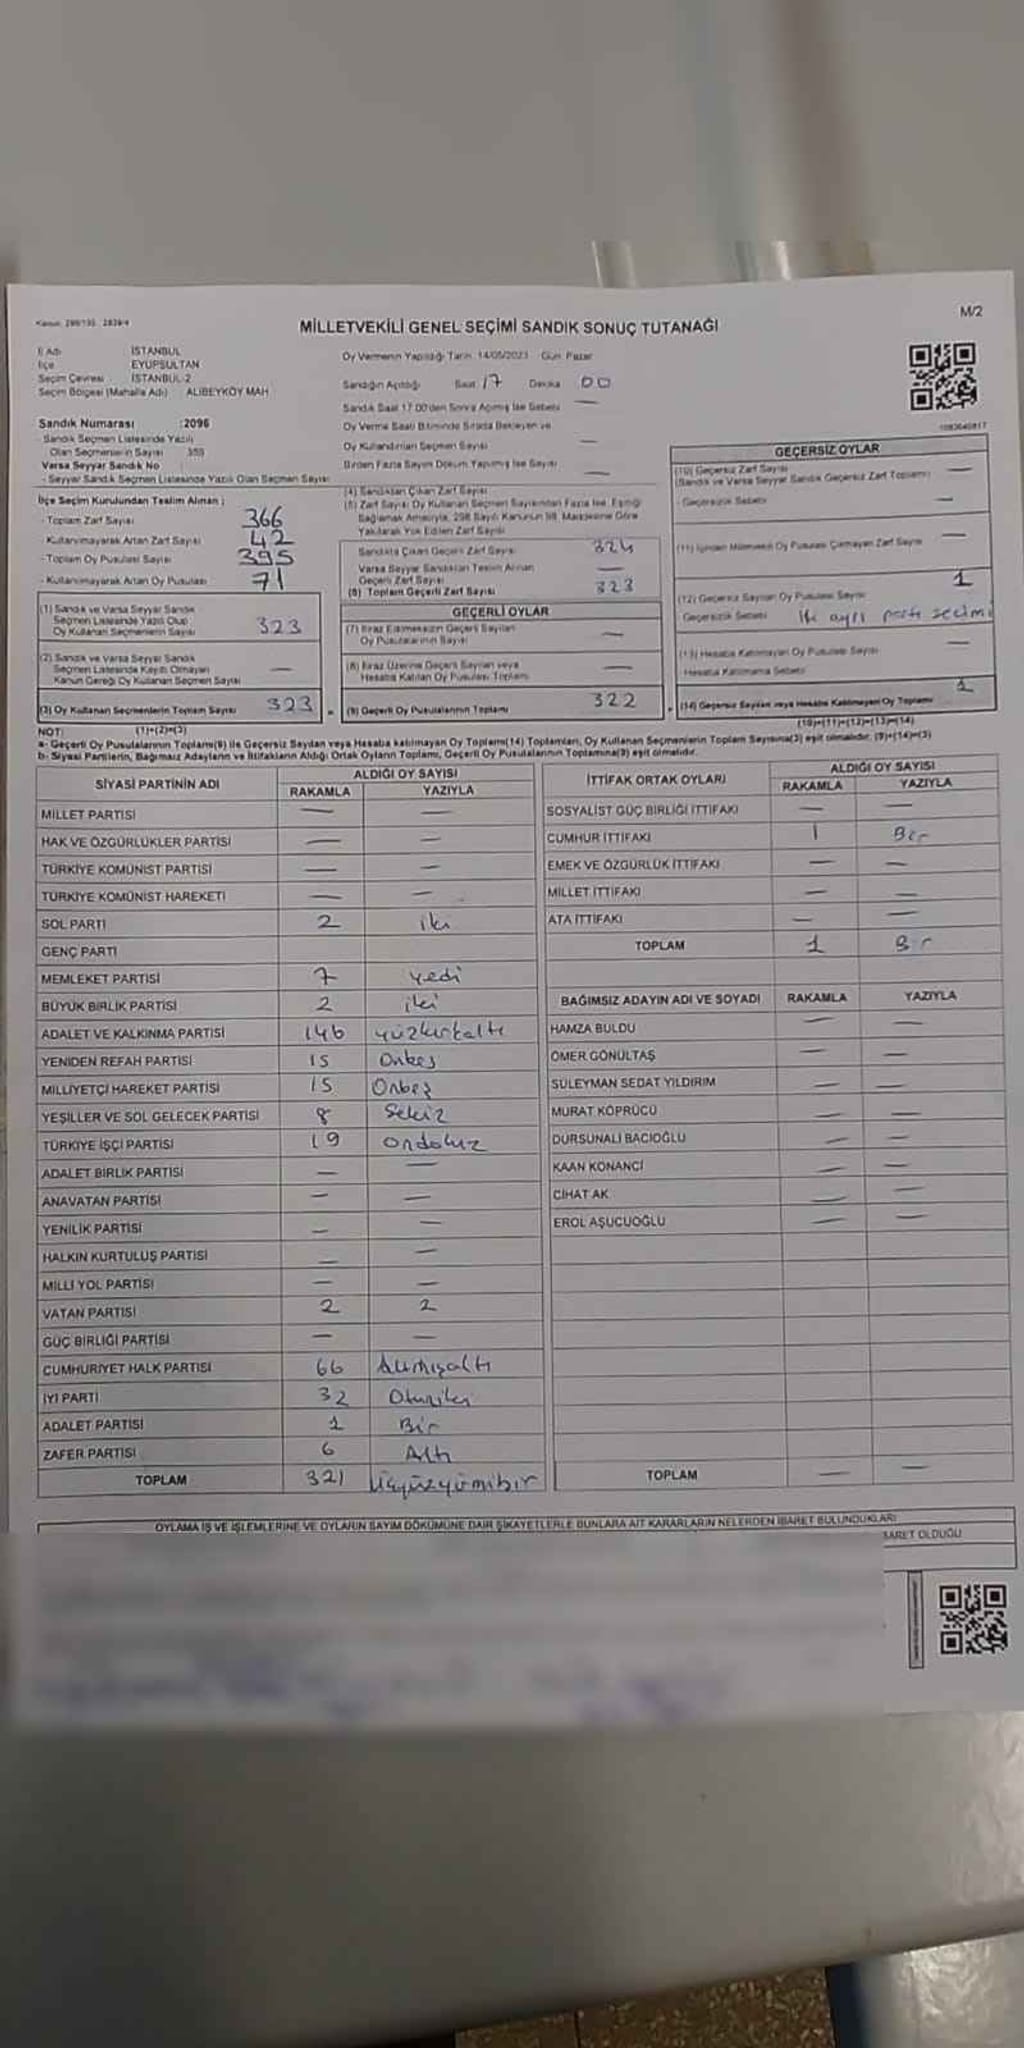 M/2
MİLLETVEKİLİ GENEL SEÇİMİ SANDIK SONUÇ TUTANAĞI
İl Adı İSTANBUL
İlçe EYÜPSULTAN
Seçim Çevresi İSTANBUL-2
Seçim Bölgesi (Mahalle Adı) ALİBEYKÖY MAH
Oy Vermenin Yapıldığı Tarih 14/05/2023 Gün Pazar
Sandığın Açıldığı Saat 17 Dakika 00
Sandık Saat 17:00'den Sonra Açılmış İse Sebebi —
Oy Verme Saati Bitiminde Sırada Bekleyen ve
Oy Kullandırılan Seçmen Sayısı —
Birden Fazla Sayım Döküm Yapılmış İse Sayısı —
Sandık Numarası :2096
Sandık Seçmen Listesinde Yazılı
Olan Seçmenlerin Sayısı
Varsa Seyyar Sandık No
- Seyyar Sandık Seçmen Listesinde Yazılı Olan Seçmen Sayısı
İlçe Seçim Kurulundan Teslim Alınan ;
- Toplam Zarf Sayısı 366
- Kullanılmayarak Artan Zarf Sayısı 42
- Toplam Oy Pusulası Sayısı 395
- Kullanılmayarak Artan Oy Pusulası 71
(1) Sandık ve Varsa Seyyar Sandık
Seçmen Listesinde Yazılı Olup
Oy Kullanan Seçmenlerin Sayısı 323
(2) Sandık ve Varsa Seyyar Sandık
Seçmen Listesinde Kayıtlı Olmayan
Kanun Gereği Oy Kullanan Seçmen Sayısı —
(3) Oy Kullanan Seçmenlerin Toplam Sayısı 323
(1)+(2)=(3)
(4) Sandıktan Çıkan Zarf Sayısı
(5) Zarf Sayısı Oy Kullanan Seçmen Sayısından Fazla İse, Eşitliği
Sağlamak Amacıyla, 298 Sayılı Kanunun 98. Maddesine Göre
Yakılarak Yok Edilen Zarf Sayısı
Sandıkta Çıkan Geçerli Zarf Sayısı 324
Varsa Seyyar Sandıktan Teslim Alınan
Geçerli Zarf Sayısı —
(6) Toplam Geçerli Zarf Sayısı 323
GEÇERLİ OYLAR
(7) İtiraz Edilmeksizin Geçerli Sayılan
Oy Pusulalarının Sayısı —
(8) İtiraz Üzerine Geçerli Sayılan veya
Hesaba Katılan Oy Pusulası Toplamı —
(9) Geçerli Oy Pusulalarının Toplamı 322
GEÇERSİZ OYLAR
(10) Geçersiz Zarf Sayısı —
(Sandık ve Varsa Seyyar Sandık Geçersiz Zarf Toplamı)
- Geçersizlik Sebebi —
(11) İçinden Milletvekili Oy Pusulası Çıkmayan Zarf Sayısı —
(12) Geçersiz Sayılan Oy Pusulası Sayısı 1
Geçersizlik Sebebi İki ayrı parti seçimi
(13) Hesaba Katılmayan Oy Pusulası Sayısı —
Hesaba Katılmama Sebebi
(14) Geçersiz Sayılan veya Hesaba Katılmayan Oy Toplamı 1
(10)+(11)+(12)+(13)=(14)
NOT:
a- Geçerli Oy Pusulalarının Toplamı(9) ile Geçersiz Sayılan veya Hesaba katılmayan Oy Toplamı(14) Toplamları, Oy Kullanan Seçmenlerin Toplam Sayısına(3) eşit olmalıdır. (9)+(14)=(3)
b- Siyasi Partilerin, Bağımsız Adayların ve İttifakların Aldığı Ortak Oyların Toplamı, Geçerli Oy Pusulalarının Toplamına(9) eşit olmalıdır.
SİYASİ PARTİNİN ADI ALDIĞI OY SAYISI
RAKAMLA YAZIYLA
MİLLET PARTİSİ — —
HAK VE ÖZGÜRLÜKLER PARTİSİ — —
TÜRKİYE KOMÜNİST PARTİSİ — —
TÜRKİYE KOMÜNİST HAREKETİ — —
SOL PARTİ 2 iki
GENÇ PARTİ
MEMLEKET PARTİSİ 7 yedi
BÜYÜK BİRLİK PARTİSİ 2 iki
ADALET VE KALKINMA PARTİSİ 146 yüzkırkaltı
YENİDEN REFAH PARTİSİ 15 Onbeş
MİLLİYETÇİ HAREKET PARTİSİ 15 Onbeş
YEŞİLLER VE SOL GELECEK PARTİSİ 8 Sekiz
TÜRKİYE İŞÇİ PARTİSİ 19 Ondokuz
ADALET BİRLİK PARTİSİ — —
ANAVATAN PARTİSİ — —
YENİLİK PARTİSİ — —
HALKIN KURTULUŞ PARTİSİ — —
MİLLİ YOL PARTİSİ — —
VATAN PARTİSİ 2 2
GÜÇ BİRLİĞİ PARTİSİ — —
CUMHURİYET HALK PARTİSİ 66 Altmışaltı
İYİ PARTİ 32 Otuziki
ADALET PARTİSİ 1 Bir
ZAFER PARTİSİ 6 Altı
TOPLAM 321 Üçyüzyirmibir
İTTİFAK ORTAK OYLARI ALDIĞI OY SAYISI
RAKAMLA YAZIYLA
SOSYALİST GÜÇ BİRLİĞİ İTTİFAKI — —
CUMHUR İTTİFAKI 1 Bir
EMEK VE ÖZGÜRLÜK İTTİFAKI — —
MİLLET İTTİFAKI — —
ATA İTTİFAKI — —
TOPLAM 1 Bir
BAĞIMSIZ ADAYIN ADI VE SOYADI RAKAMLA YAZIYLA
HAMZA BULDU — —
ÖMER GÖNÜLTAŞ — —
SÜLEYMAN SEDAT YILDIRIM — —
MURAT KÖPRÜCÜ — —
DURSUNALİ BACIOĞLU — —
KAAN KONANCI — —
CİHAT AK — —
EROL AŞUCUOĞLU — —
TOPLAM — —
OYLAMA İŞ VE İŞLEMLERİNE VE OYLARIN SAYIM DÖKÜMÜNE DAİR ŞİKAYETLERLE BUNLARA AİT KARARLARIN NELERDEN İBARET BULUNDUKLARI
BARET OLDUĞU